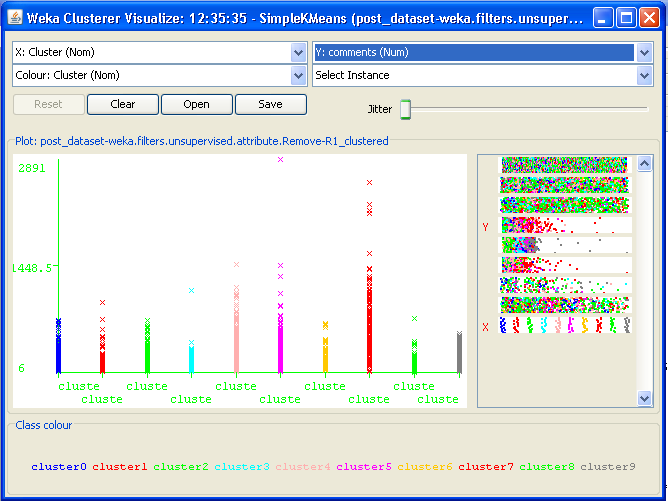 Weka Clusterer Visualize: 12:35:35 - SimpleKMeans (post_dataset-weka.filters.unsuper...
X: Cluster (Nom) Y: comments (Num)
Colour: Cluster (Nom) Select Instance
Reset Clear Open Save Jitter
Plot: post_dataset-weka.filters.unsupervised.attribute.Remove-R1_clustered
2891
1448.5
6
cluste cluste cluste cluste cluste
cluste cluste cluste cluste cluste
Y
X
Class colour
cluster0 cluster1 cluster2 cluster3 cluster4 cluster5 cluster6 cluster7 cluster8 cluster9